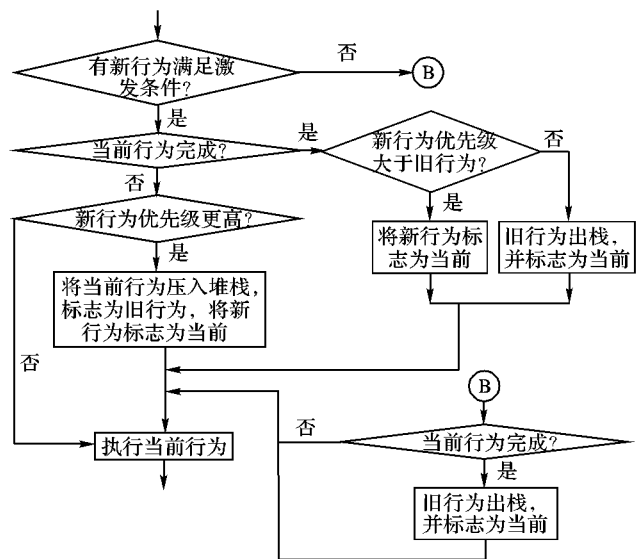 有新行为满足激
发条件?
否
B
是
当前行为完成?
是
新行为优先级
大于旧行为?
否
否
是
新行为优先级更高?
是
将新行为标
志为当前
旧行为出栈,
并标志为当前
将当前行为压入堆栈,
标志为旧行为, 将新
行为标志为当前
否
B
执行当前行为
否
当前行为完成?
是
旧行为出栈,
并标志为当前